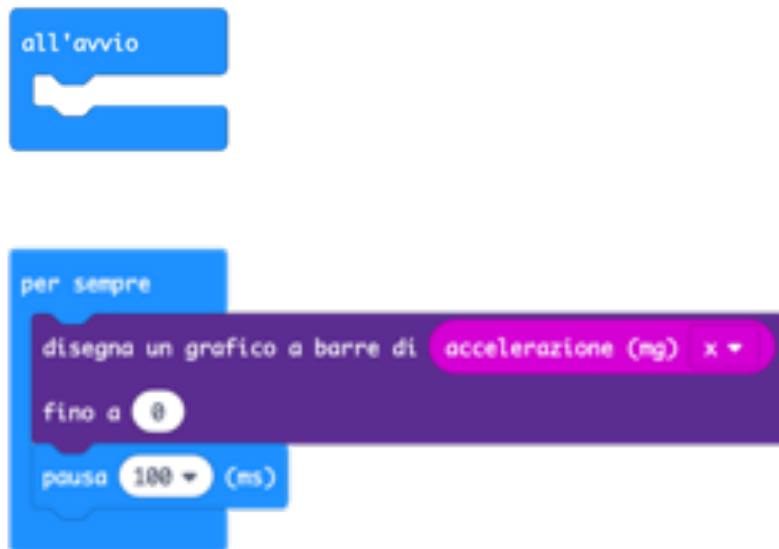 all'avvio
per sempre
disegna un grafico a barre di accelerazione (mg) x
fino a 0
pausa 100 (ms)